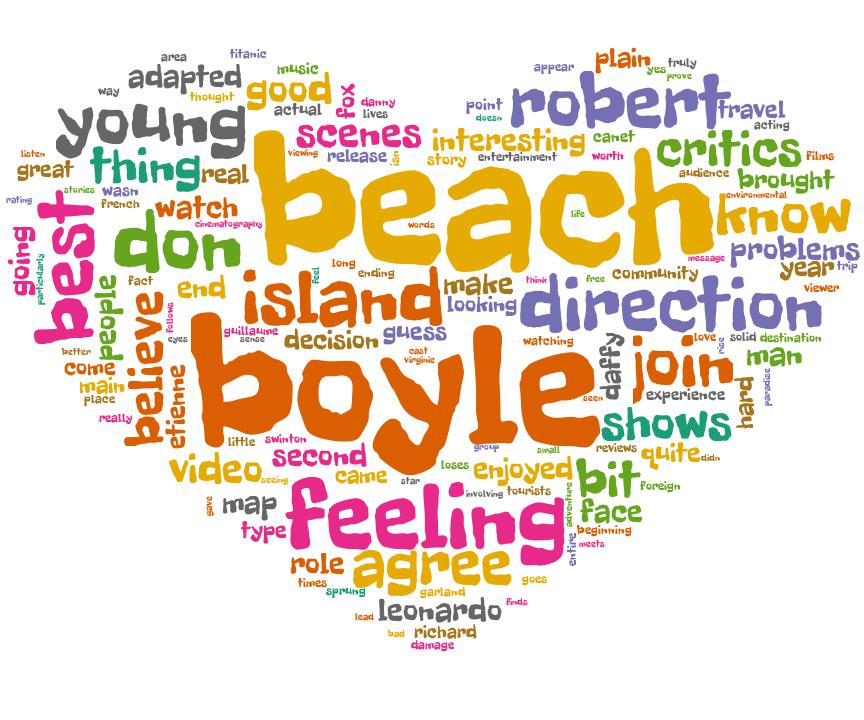 area
titanic
adapted
music
way
thought
good
fox
danny
young
actual
lives
scenes
appear
plain
yes
truly
prove
point
doesn
robert
travel
acting
listen
great
thing
real
viewing
release
isn
interesting
canet
story
entertainment
worth
critics
films
audience
brought
stories
wasn
rating
french
watch
cinematography
beach
words
life
environmental
know
message
best
going
particularly
don
problems
year
trip
viewer
people
fact
end
feel
long
ending
island
make
looking
think
free
community
direction
believe
follows
guillaume
sense
decision
guess
eyes
better
come
main
place
really
etienne
boyle
cast
virginie
watching
seen
daffy
join
love
rise
solid
destination
man
experience
hard
paradise
shows
little
swinton
second
group
small
reviews
quite
didn
video
seeing
came
star
loses
enjoyed
bit
foreign
gave
map
involving
tourists
adventure
face
type
feeling
beginning
entire
meets
role
agree
times
goes
sprung
garland
lead
leonardo
finds
bad
richard
damage